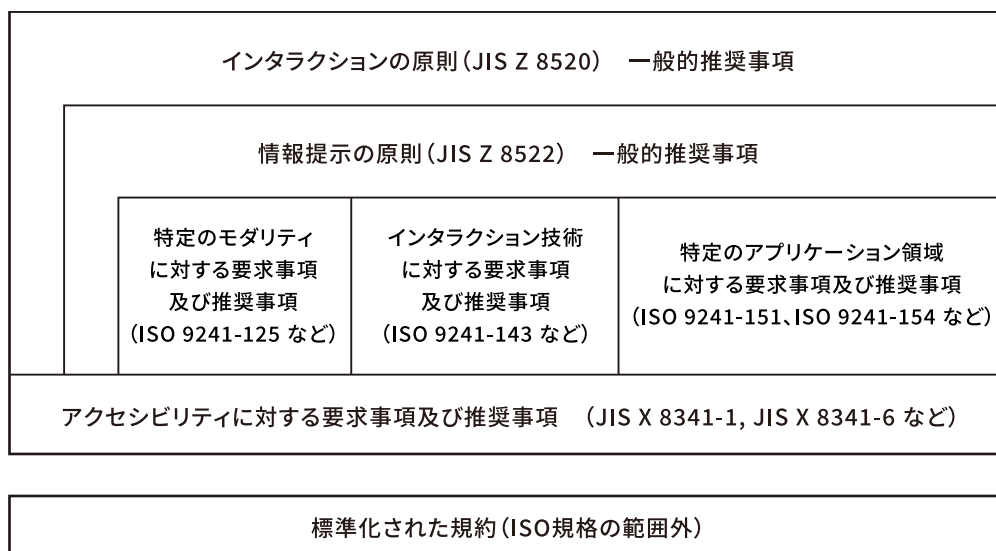 インタラクションの原則（JIS Z 8520）　一般的推奨事項
情報提示の原則（JIS Z 8522）　一般的推奨事項
特定のモダリティ
に対する要求事項
及び推奨事項
（ISO 9241-125 など）
インタラクション技術
に対する要求事項
及び推奨事項
（ISO 9241-143 など）
特定のアプリケーション領域
に対する要求事項及び推奨事項
（ISO 9241-151、ISO 9241-154 など）
アクセシビリティに対する要求事項及び推奨事項　（JIS X 8341-1, JIS X 8341-6 など）
標準化された規約（ISO規格の範囲外）